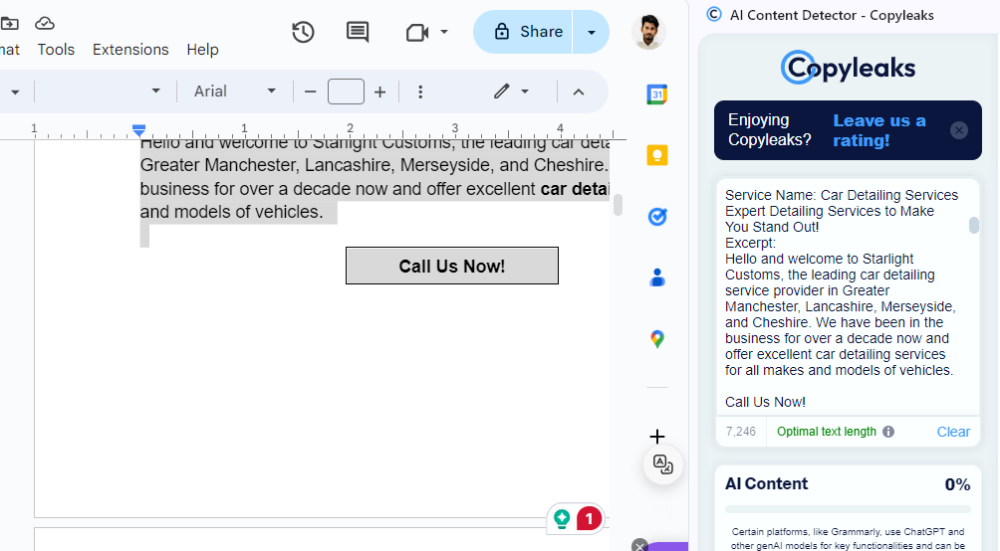 AI Content Detector - Copyleaks
mat Tools Extensions Help
Share
Arial
31
1 1 2 3 4
Hello and welcome to Starlight Customs, the leading car deta
Greater Manchester, Lancashire, Merseyside, and Cheshire.
business for over a decade now and offer excellent car detai
and models of vehicles.
Call Us Now!
1
Copyleaks
Enjoying
Copyleaks?
Leave us a
rating!
Service Name: Car Detailing Services
Expert Detailing Services to Make
You Stand Out!
Excerpt:
Hello and welcome to Starlight
Customs, the leading car detailing
service provider in Greater
Manchester, Lancashire, Merseyside,
and Cheshire. We have been in the
business for over a decade now and
offer excellent car detailing services
for all makes and models of vehicles.
Call Us Now!
7,246 Optimal text length Clear
AI Content 0%
Certain platforms, like Grammarly, use ChatGPT and
other genAI models for key functionalities and can be